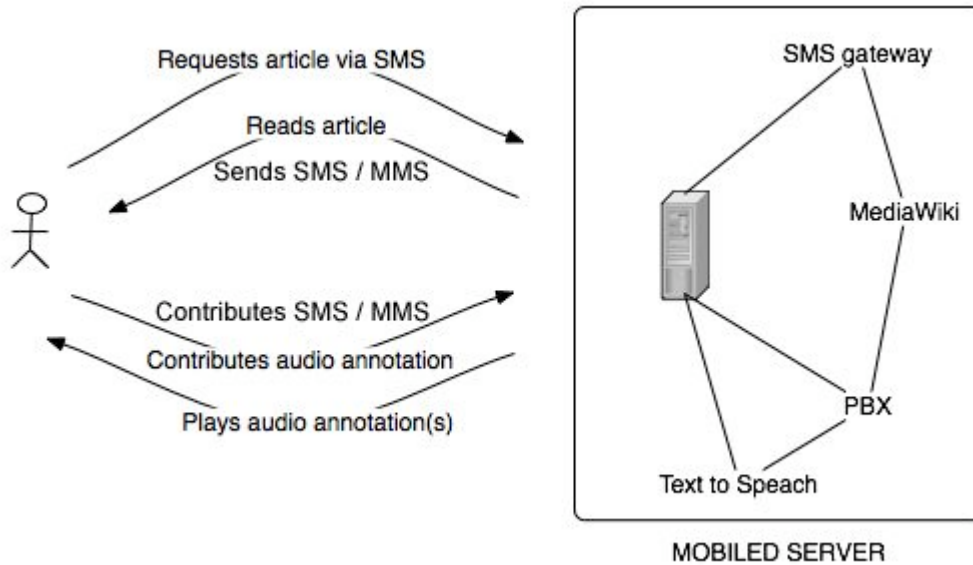 Requests article via SMS
Reads article
Sends SMS / MMS
Contributes SMS / MMS
Contributes audio annotation
Plays audio annotation(s)
SMS gateway
MediaWiki
PBX
Text to Speach
MOBILED SERVER